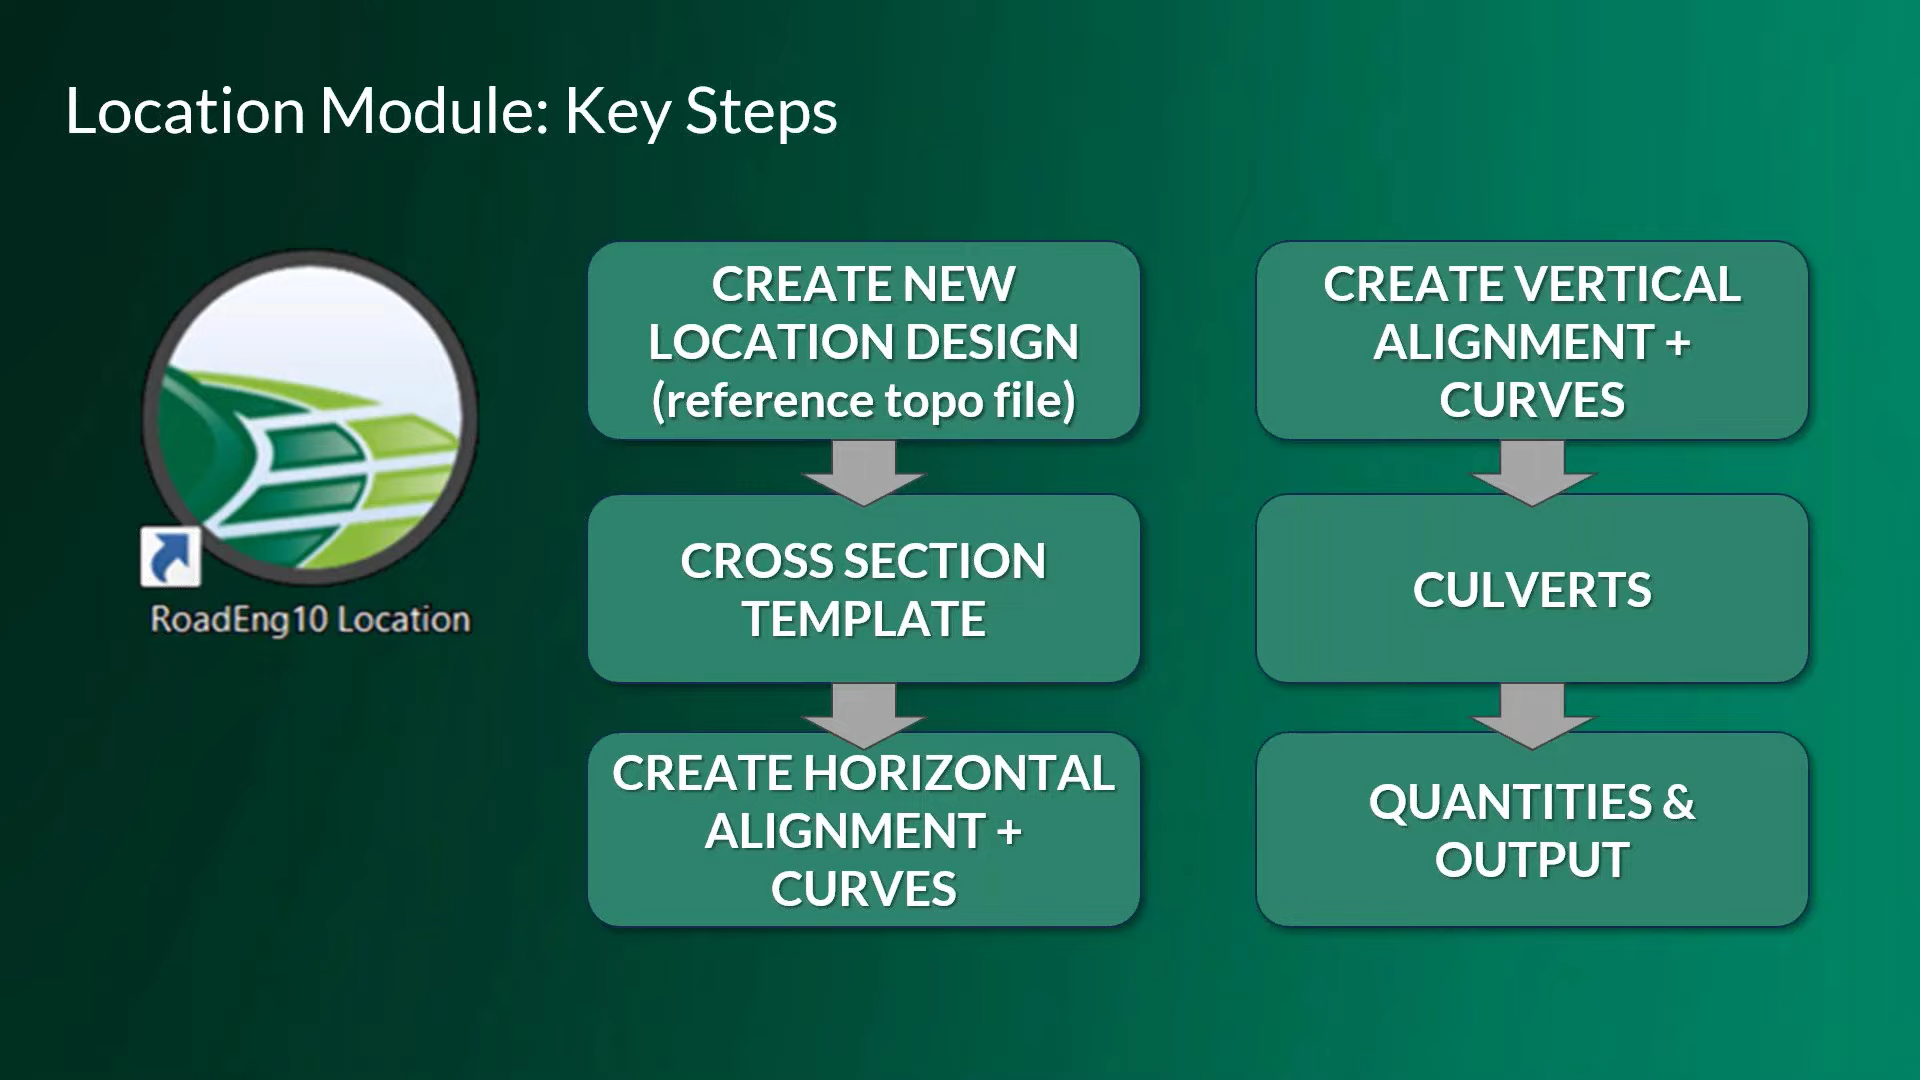 Location Module: Key Steps
RoadEng10 Location
CREATE NEW
LOCATION DESIGN
(reference topo file)
CROSS SECTION
TEMPLATE
CREATE HORIZONTAL
ALIGNMENT +
CURVES
CREATE VERTICAL
ALIGNMENT +
CURVES
CULVERTS
QUANTITIES &
OUTPUT